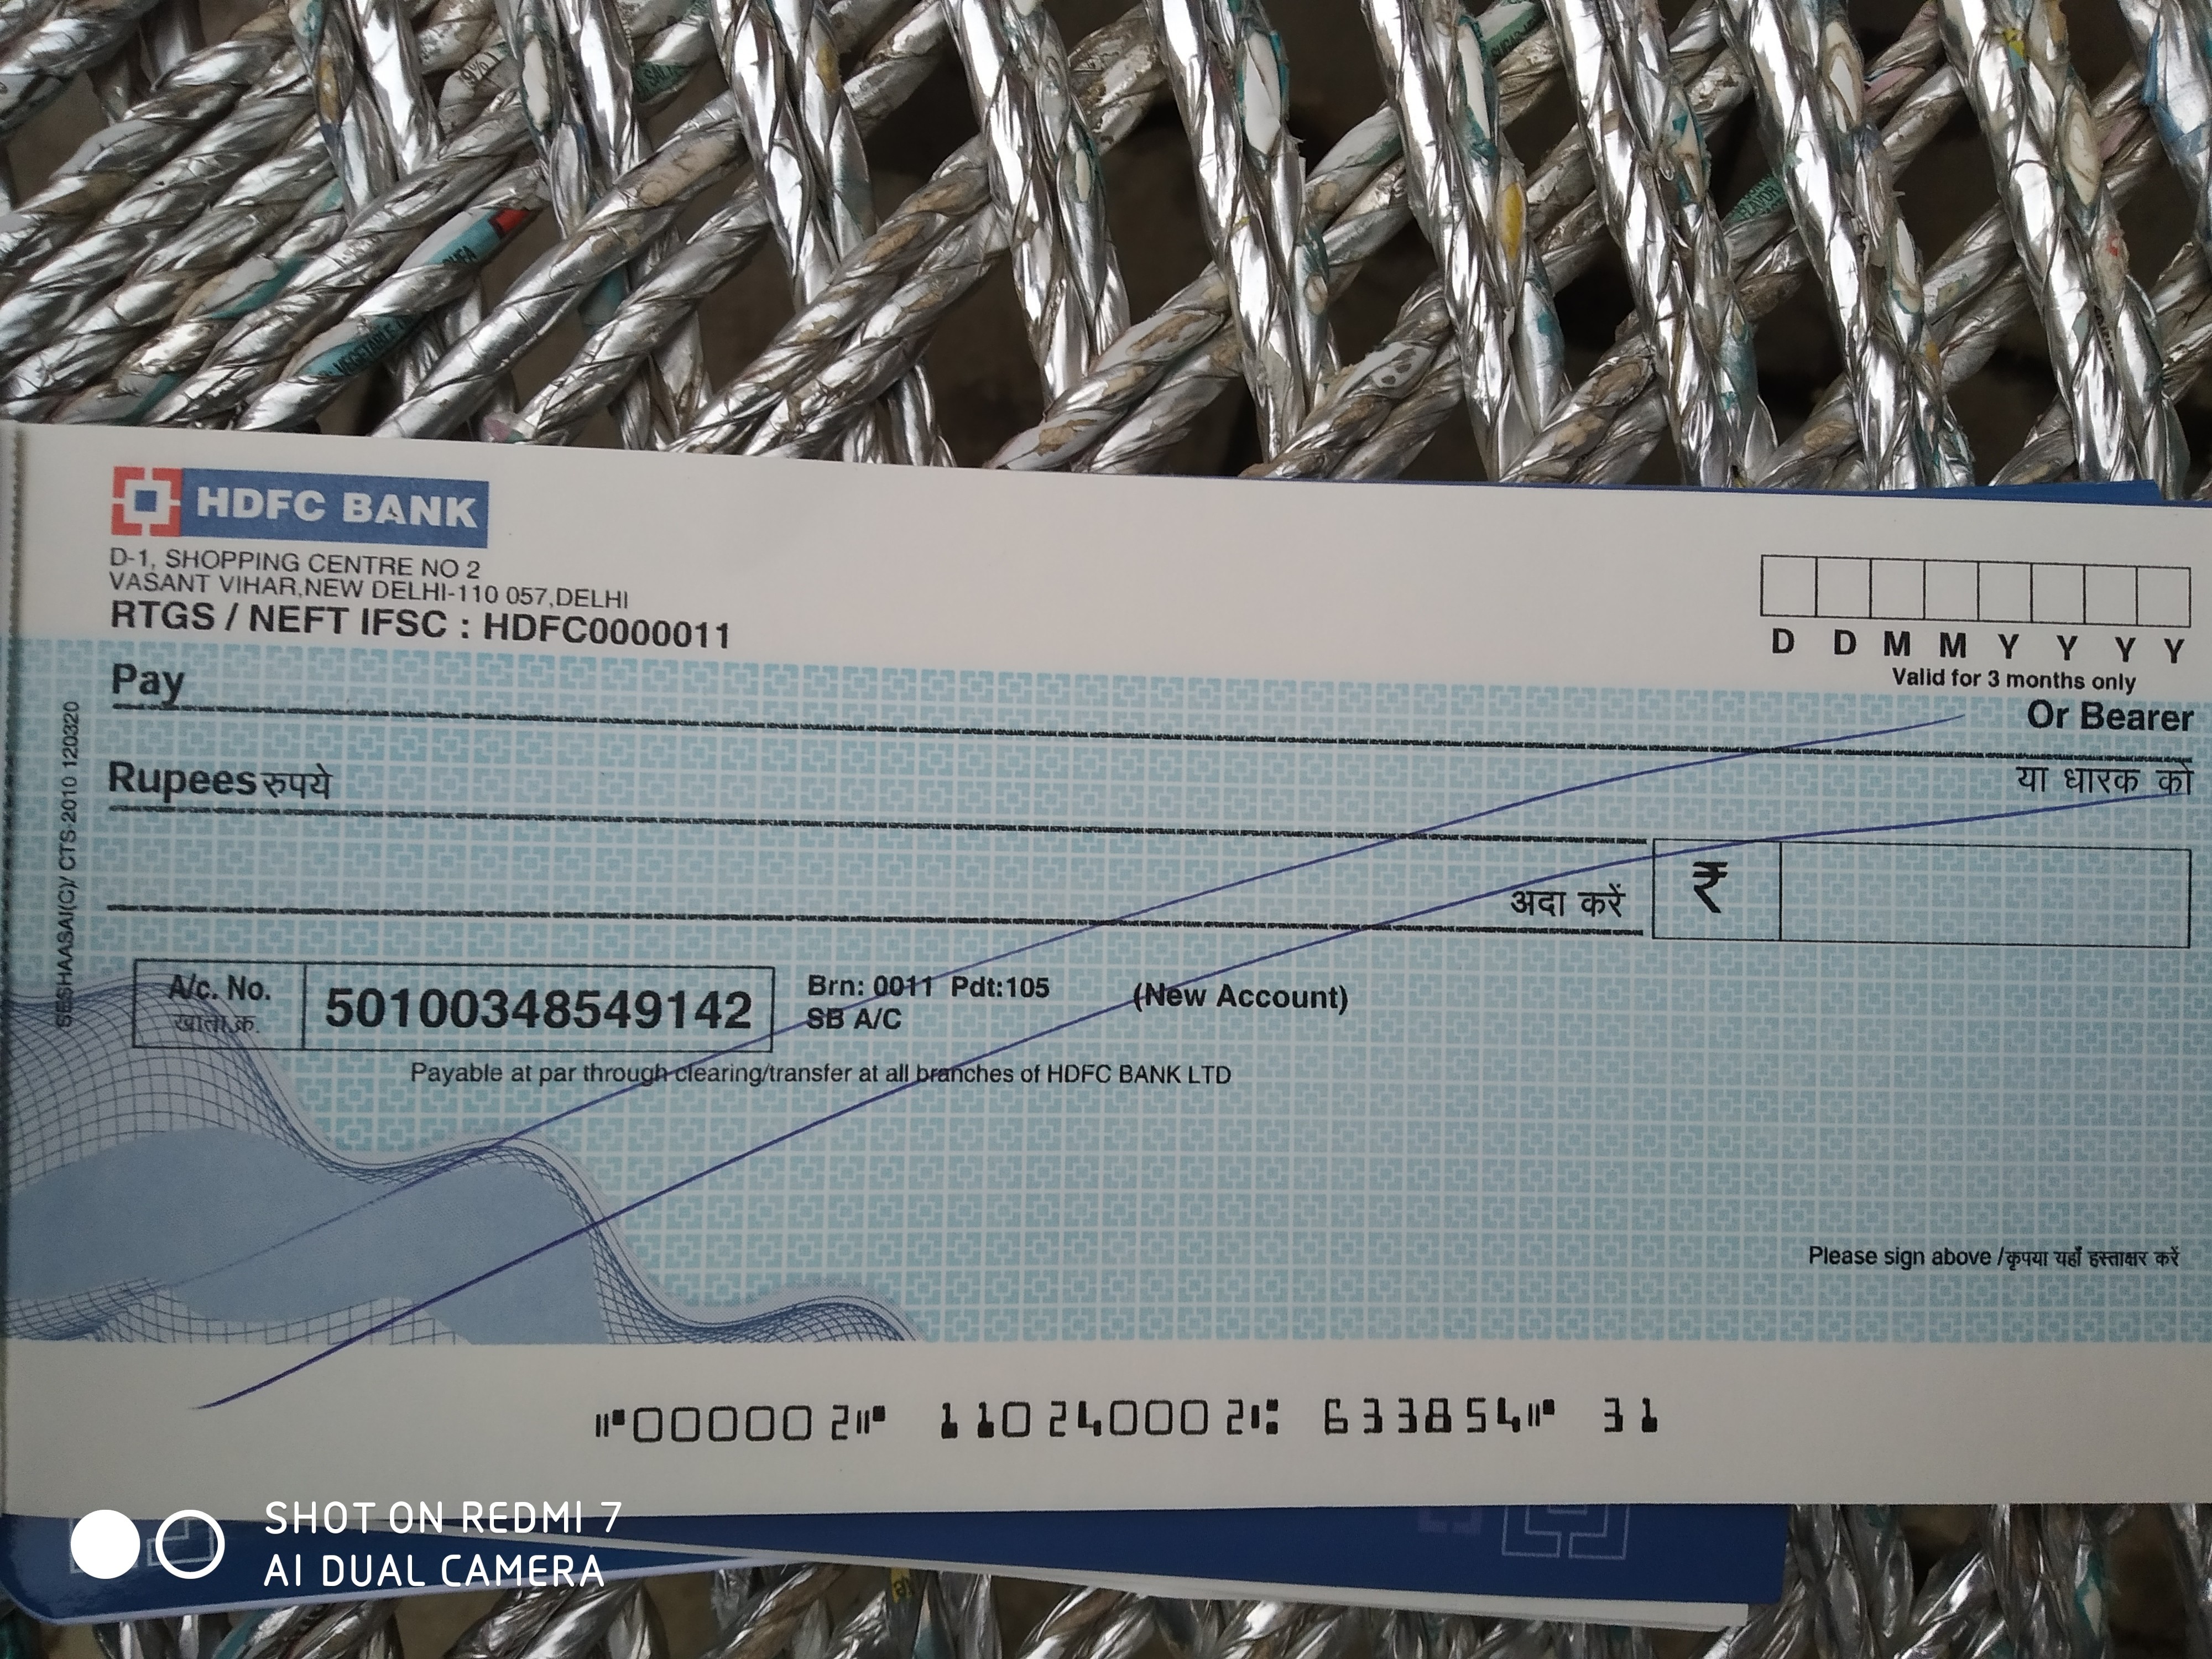 HDFC BANK
D-1, SHOPPING CENTRE NO 2
VASANT VIHAR,NEW DELHI-110 057,DELHI
RTGS / NEFT IFSC : HDFC0000011
D D M M Y Y Y Y
Valid for 3 months only
Pay
Or Bearer
Rupees रुपये
या धारक को
अदा करें
₹
SESHAASAI(C)/ CTS-2010 120320
A/c. No.
खाता क्र.
50100348549142
Brn: 0011 Pdt:105
SB A/C
(New Account)
Payable at par through clearing/transfer at all branches of HDFC BANK LTD
Please sign above /कृपया यहाँ हस्ताक्षर करें
⑈000002⑈ 110240002⑆ 633854⑈ 31
SHOT ON REDMI 7
AI DUAL CAMERA